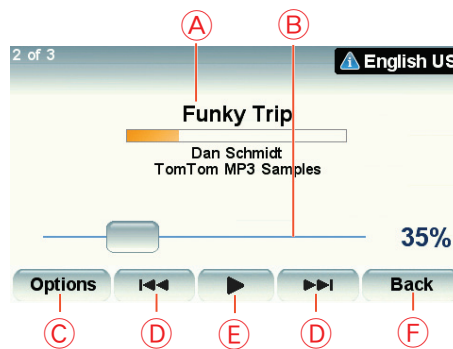 A B
2 of 3 English US
Funky Trip
Dan Schmidt
TomTom MP3 Samples
35%
Options Back
C D E D F